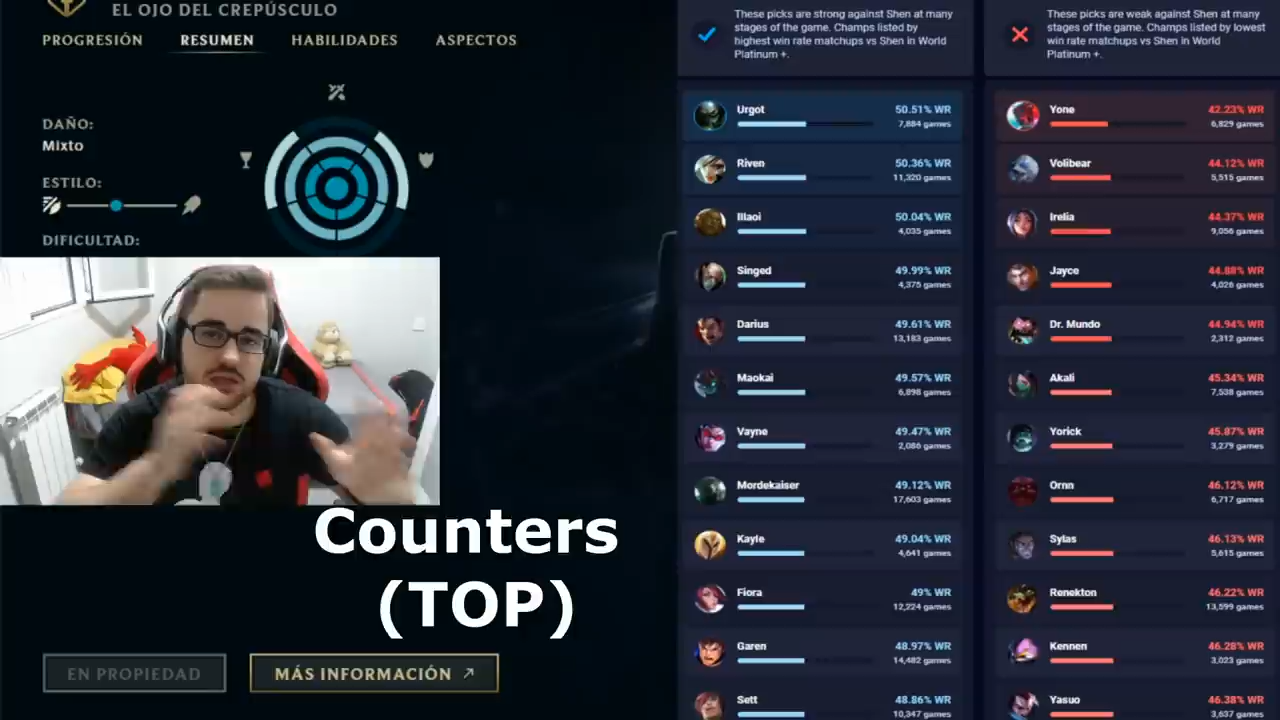 EL OJO DEL CREPÚSCULO
PROGRESIÓN RESUMEN HABILIDADES ASPECTOS
DAÑO:
Mixto
ESTILO:
DIFICULTAD:
Counters
(TOP)
EN PROPIEDAD
MÁS INFORMACIÓN
These picks are strong against Shen at many
stages of the game. Champs listed by
highest win rate matchups vs Shen in World
Platinum +.
Urgot 50.51% WR
7,884 games
Riven 50.36% WR
11,320 games
Illaoi 50.04% WR
4,035 games
Singed 49.99% WR
4,375 games
Darius 49.61% WR
13,183 games
Maokai 49.57% WR
6,898 games
Vayne 49.47% WR
2,086 games
Mordekaiser 49.12% WR
17,603 games
Kayle 49.04% WR
4,641 games
Fiora 49% WR
12,224 games
Garen 48.97% WR
14,482 games
Sett 48.86% WR
10,347 games
These picks are weak against Shen at many
stages of the game. Champs listed by lowest
win rate matchups vs Shen in World
Platinum +.
Yone 42.23% WR
6,829 games
Volibear 44.12% WR
5,515 games
Irelia 44.37% WR
9,056 games
Jayce 44.88% WR
4,026 games
Dr. Mundo 44.94% WR
2,312 games
Akali 45.34% WR
7,538 games
Yorick 45.87% WR
3,279 games
Ornn 46.12% WR
6,717 games
Sylas 46.13% WR
5,615 games
Renekton 46.22% WR
13,599 games
Kennen 46.28% WR
3,023 games
Yasuo 46.38% WR
3,637 games